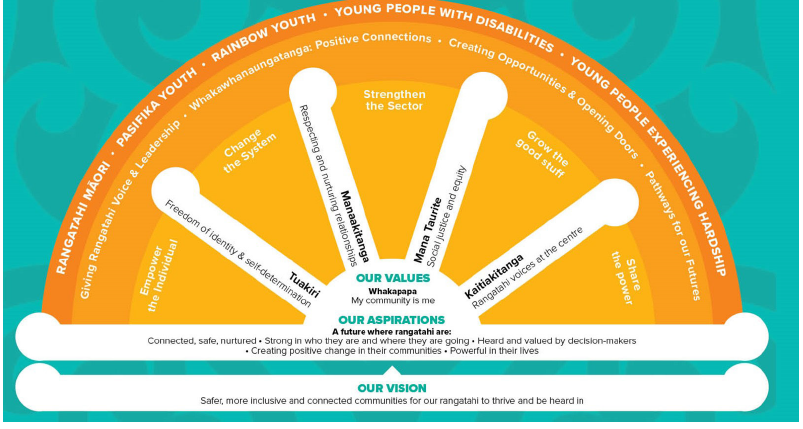 RANGATAHI MĀORI • PASIFIKA YOUTH • RAINBOW YOUTH • YOUNG PEOPLE WITH DISABILITIES • YOUNG PEOPLE EXPERIENCING HARDSHIP
Giving Rangatahi Voice & Leadership • Whakawhanaungatanga: Positive Connections • Creating Opportunities & Opening Doors • Pathways for our Futures
Empower
the Individual
Change
the System
Strengthen
the Sector
Grow the
good stuff
Share
the power
Tuakiri
Freedom of identity & self-determination
Manaakitanga
Respecting and nurturing relationships
Mana Taurite
Social justice and equity
Kaitiakitanga
Rangatahi voices at the centre
OUR VALUES
Whakapapa
My community is me
OUR ASPIRATIONS
A future where rangatahi are:
Connected, safe, nurtured • Strong in who they are and where they are going • Heard and valued by decision-makers
• Creating positive change in their communities • Powerful in their lives
OUR VISION
Safer, more inclusive and connected communities for our rangatahi to thrive and be heard in